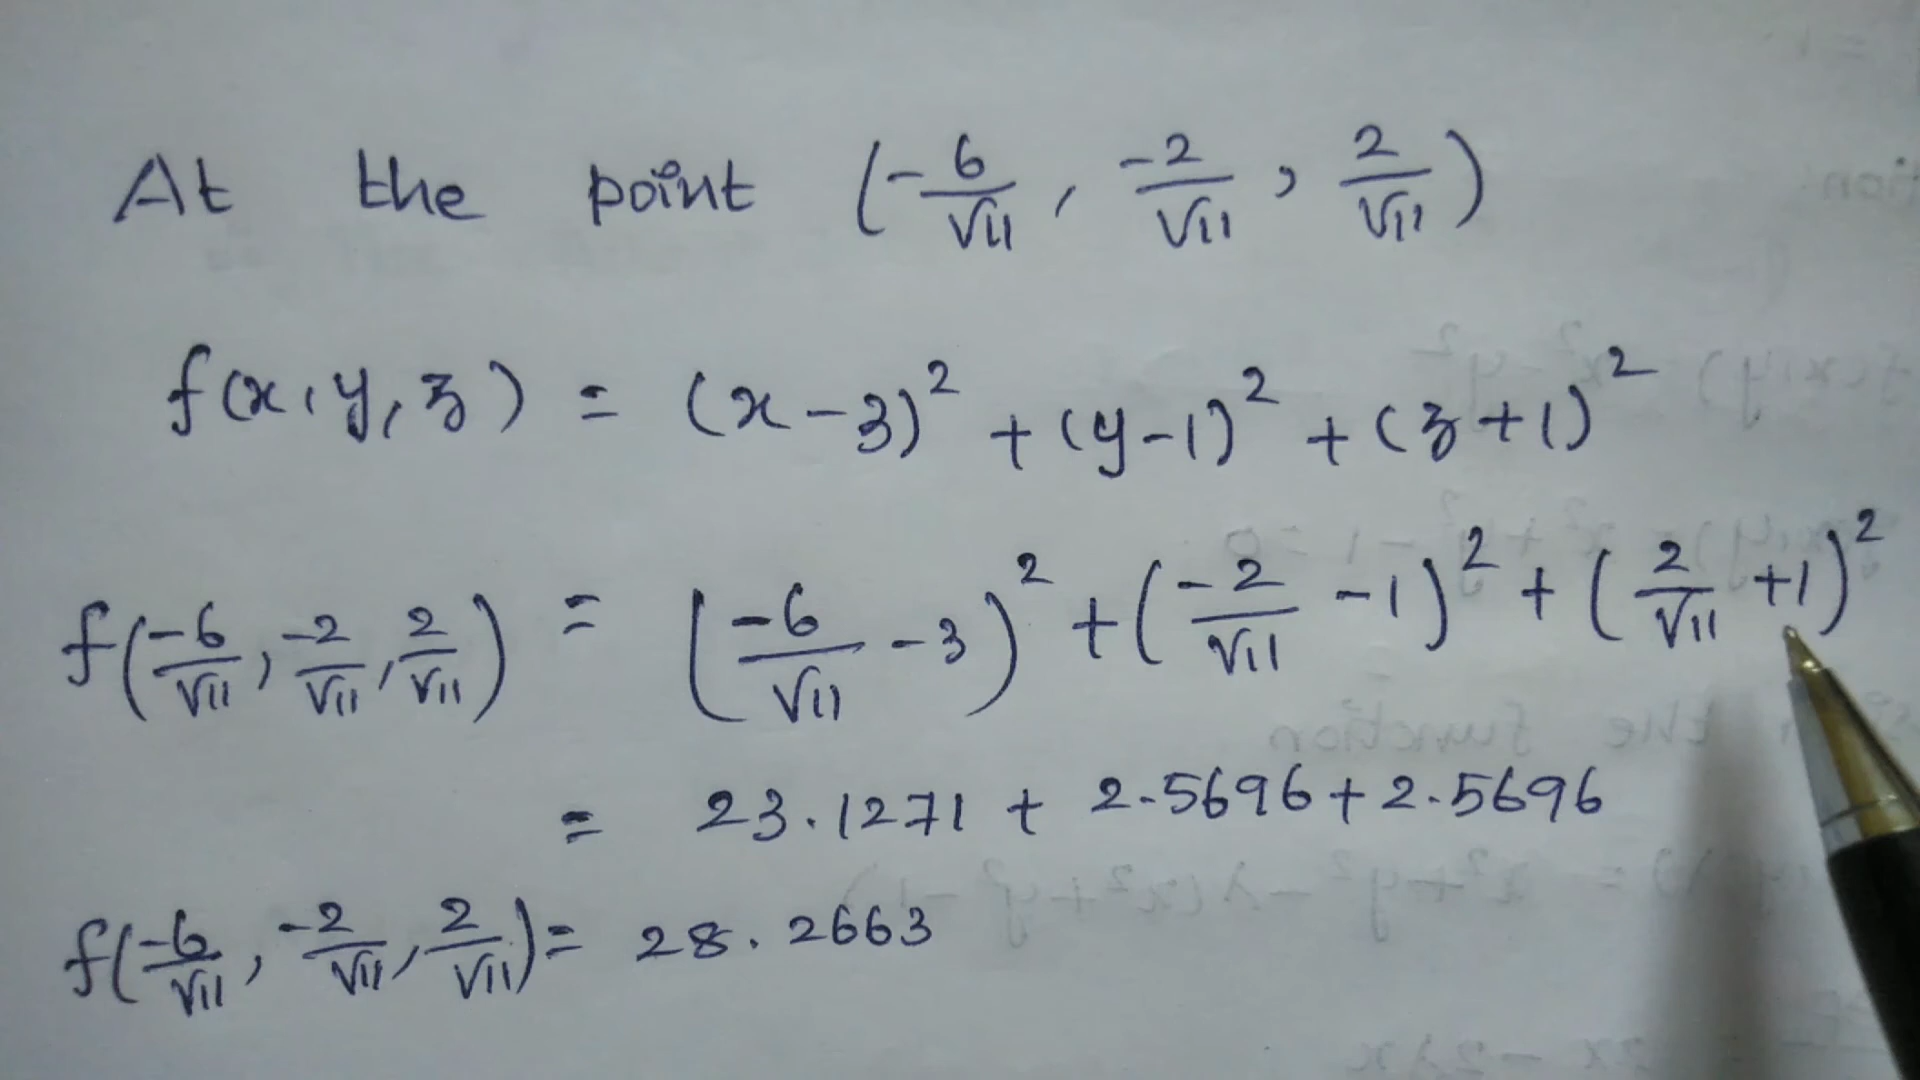 At the point (-6/√11, -2/√11, 2/√11)
f(x,y,z) = (x-3)² + (y-1)² + (z+1)²
f(-6/√11, -2/√11, 2/√11) = (-6/√11 -3)² + (-2/√11 -1)² + (2/√11 +1)²
= 23.1271 + 2.5696 + 2.5696
f(-6/√11, -2/√11, 2/√11) = 28.2663